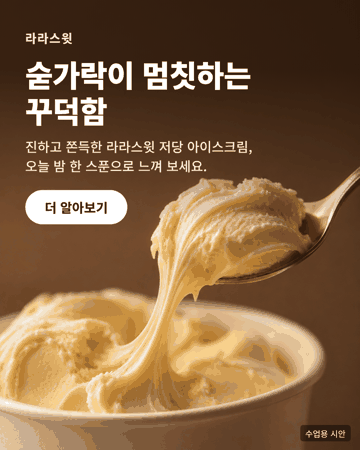 라라스윗
숟가락이 멈칫하는
꾸덕함
진하고 쫀득한 라라스윗 저당 아이스크림,
오늘 밤 한 스푼으로 느껴 보세요.
더 알아보기
수업용 시안